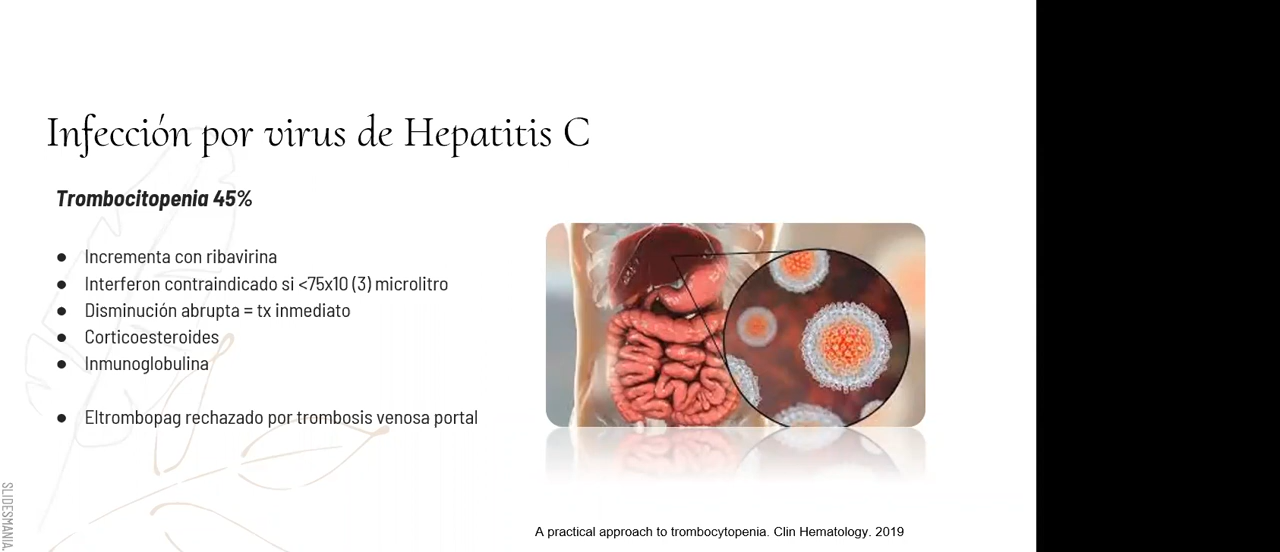 Infección por virus de Hepatitis C
Trombocitopenia 45%
● Incrementa con ribavirina
● Interferon contraindicado si <75x10 (3) microlitro
● Disminución abrupta = tx inmediato
● Corticoesteroides
● Inmunoglobulina
● Eltrombopag rechazado por trombosis venosa portal
SLIDESMANIA
A practical approach to trombocytopenia. Clin Hematology. 2019